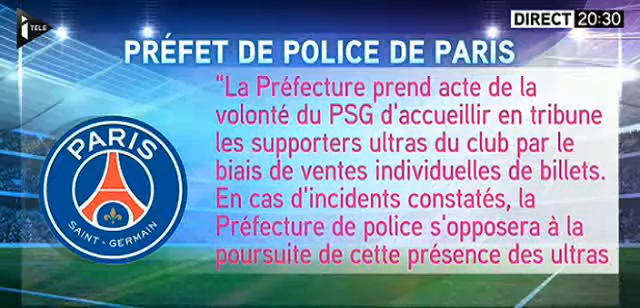 i TELE
DIRECT 20:30
PRÉFET DE POLICE DE PARIS
"La Préfecture prend acte de la
volonté du PSG d'accueillir en tribune
les supporters ultras du club par le
biais de ventes individuelles de billets.
En cas d'incidents constatés, la
Préfecture de police s'opposera à la
poursuite de cette présence des ultras
PARIS
SAINT-GERMAIN